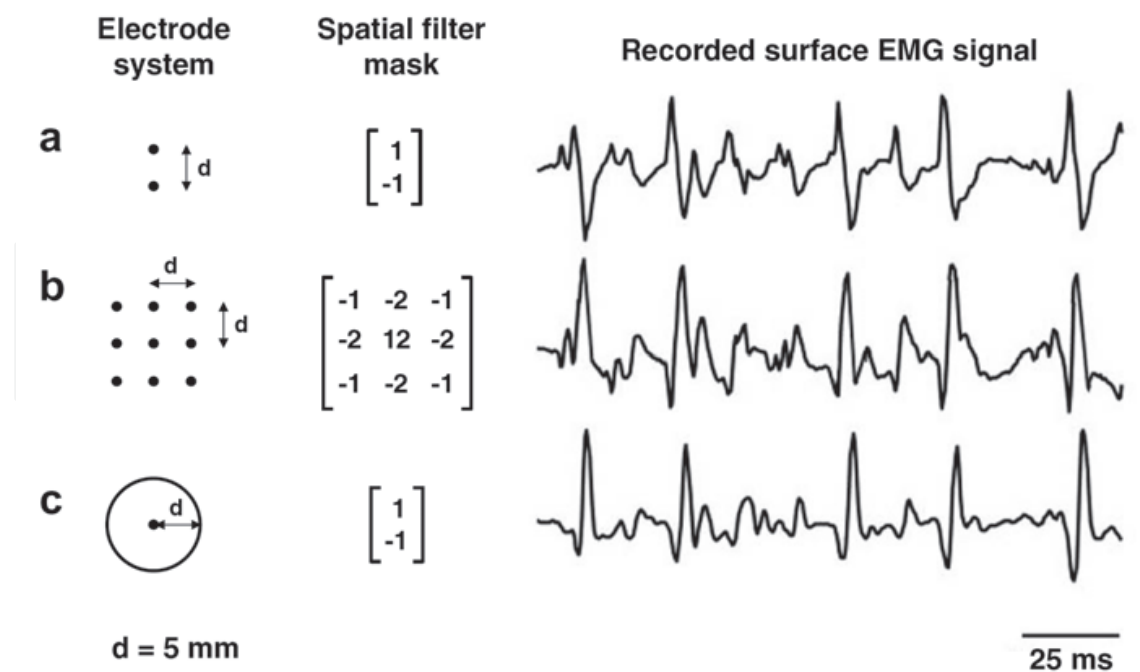 Electrode system
Spatial filter mask
Recorded surface EMG signal
a
d
1
-1
b
d
d
-1 -2 -1
-2 12 -2
-1 -2 -1
c
d
1
-1
d = 5 mm
25 ms